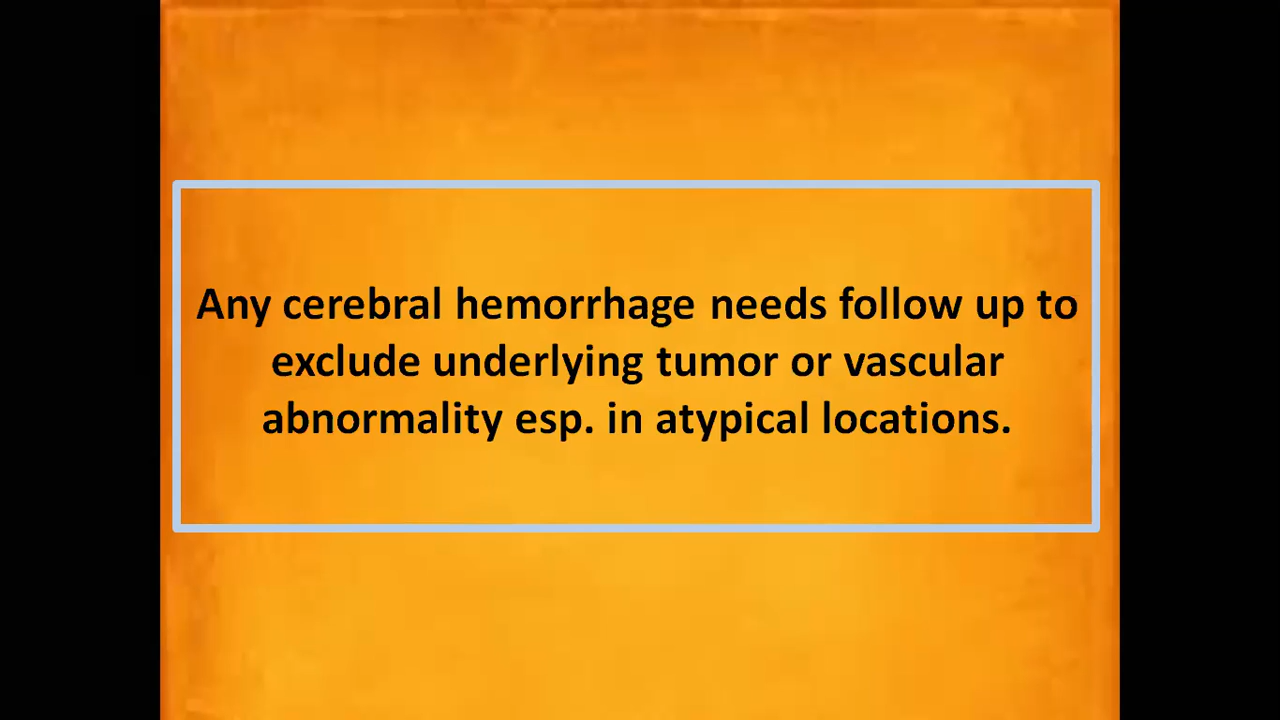 Any cerebral hemorrhage needs follow up to
exclude underlying tumor or vascular
abnormality esp. in atypical locations.